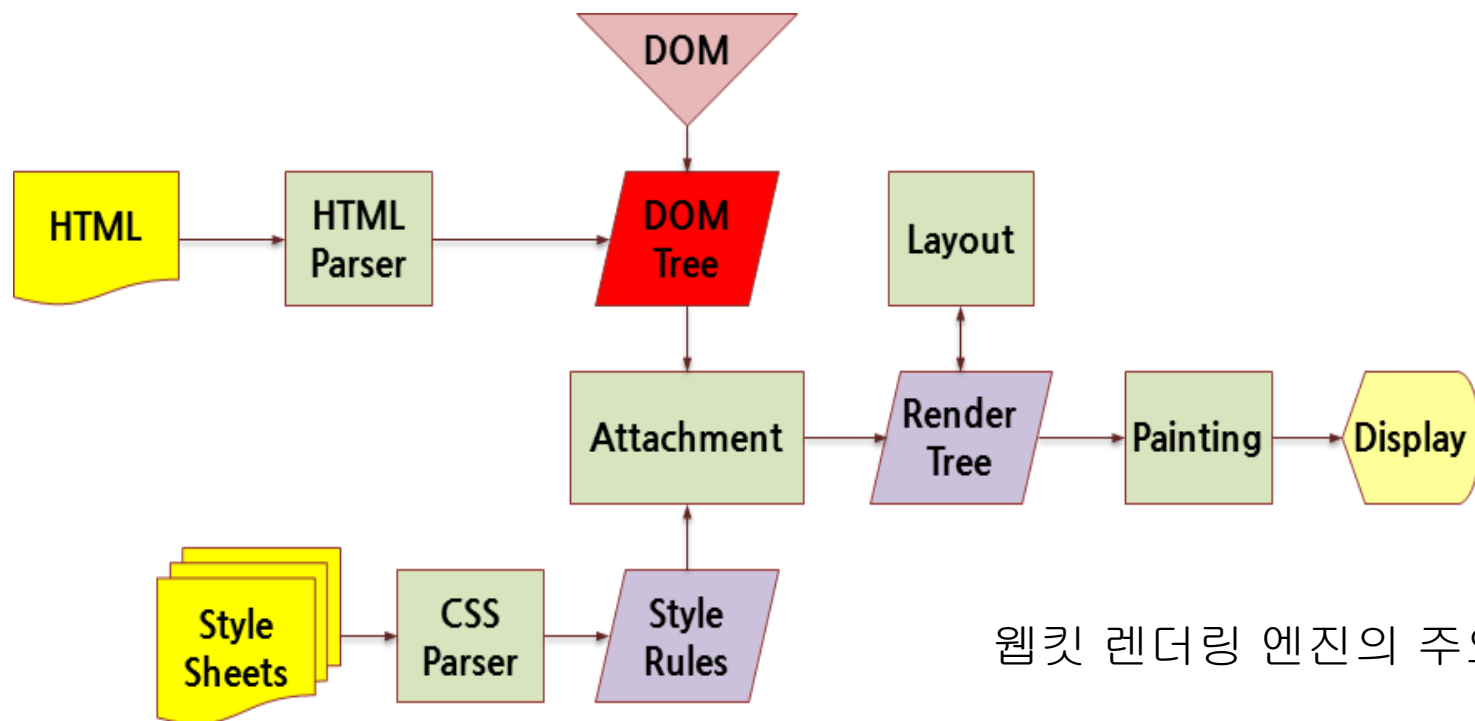 DOM
HTML
HTML
Parser
DOM
Tree
Layout
Attachment
Render
Tree
Painting
Display
Style
Sheets
CSS
Parser
Style
Rules
웹킷 렌더링 엔진의